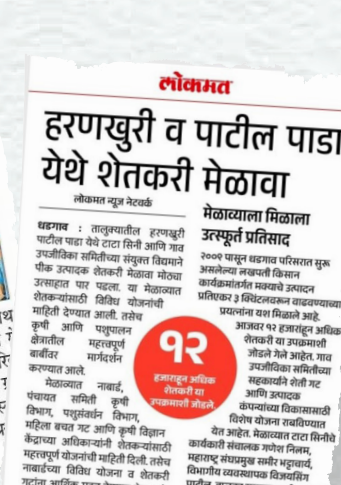 लोकमत
हरणखुरी व पाटील पाडा
येथे शेतकरी मेळावा
लोकमत न्यूज नेटवर्क
धडगाव : तालुक्यातील हरणखुरी
पाटील पाडा येथे टाटा सिनी आणि गाव
उपजीविका समितीच्या संयुक्त विद्यमाने
पीक उत्पादक शेतकरी मेळावा मोठ्या
उत्साहात पार पडला. या मेळाव्यात
शेतकऱ्यांसाठी विविध योजनांची
माहिती देण्यात आली. तसेच
कृषी आणि पशुपालन
क्षेत्रातील महत्त्वपूर्ण
बाबींवर मार्गदर्शन
करण्यात आले.
मेळाव्यात नाबार्ड,
पंचायत समिती कृषी
विभाग, पशुसंवर्धन विभाग,
महिला बचत गट आणि कृषी विज्ञान
केंद्राच्या अधिकाऱ्यांनी शेतकऱ्यांसाठी
महत्त्वपूर्ण योजनांची माहिती दिली. तसेच
नाबार्डच्या विविध योजना व शेतकरी
मेळाव्याला मिळाला
उत्स्फूर्त प्रतिसाद
२००९ पासून धडगाव परिसरात सुरू
असलेल्या लखपती किसान
कार्यक्रमांतर्गत मक्याचे उत्पादन
प्रतिएकर ३ क्विंटलवरून वाढवण्याच्या
प्रयत्नांना यश मिळाले आहे.
आजवर १२ हजारांहून अधिक
शेतकरी या उपक्रमाशी
जोडले गेले आहेत. गाव
उपजीविका समितीच्या
सहकार्याने शेती गट
आणि उत्पादक
कंपन्यांच्या विकासासाठी
विशेष योजना राबविण्यात
येत आहेत. मेळाव्यात टाटा सिनीचे
कार्यकारी संचालक गणेश निलम,
महाराष्ट्र संघप्रमुख समीर भट्टाचार्य,
विभागीय व्यवस्थापक विजयसिंग
१२
हजारांहून अधिक
शेतकरी या
उपक्रमाशी जोडले.